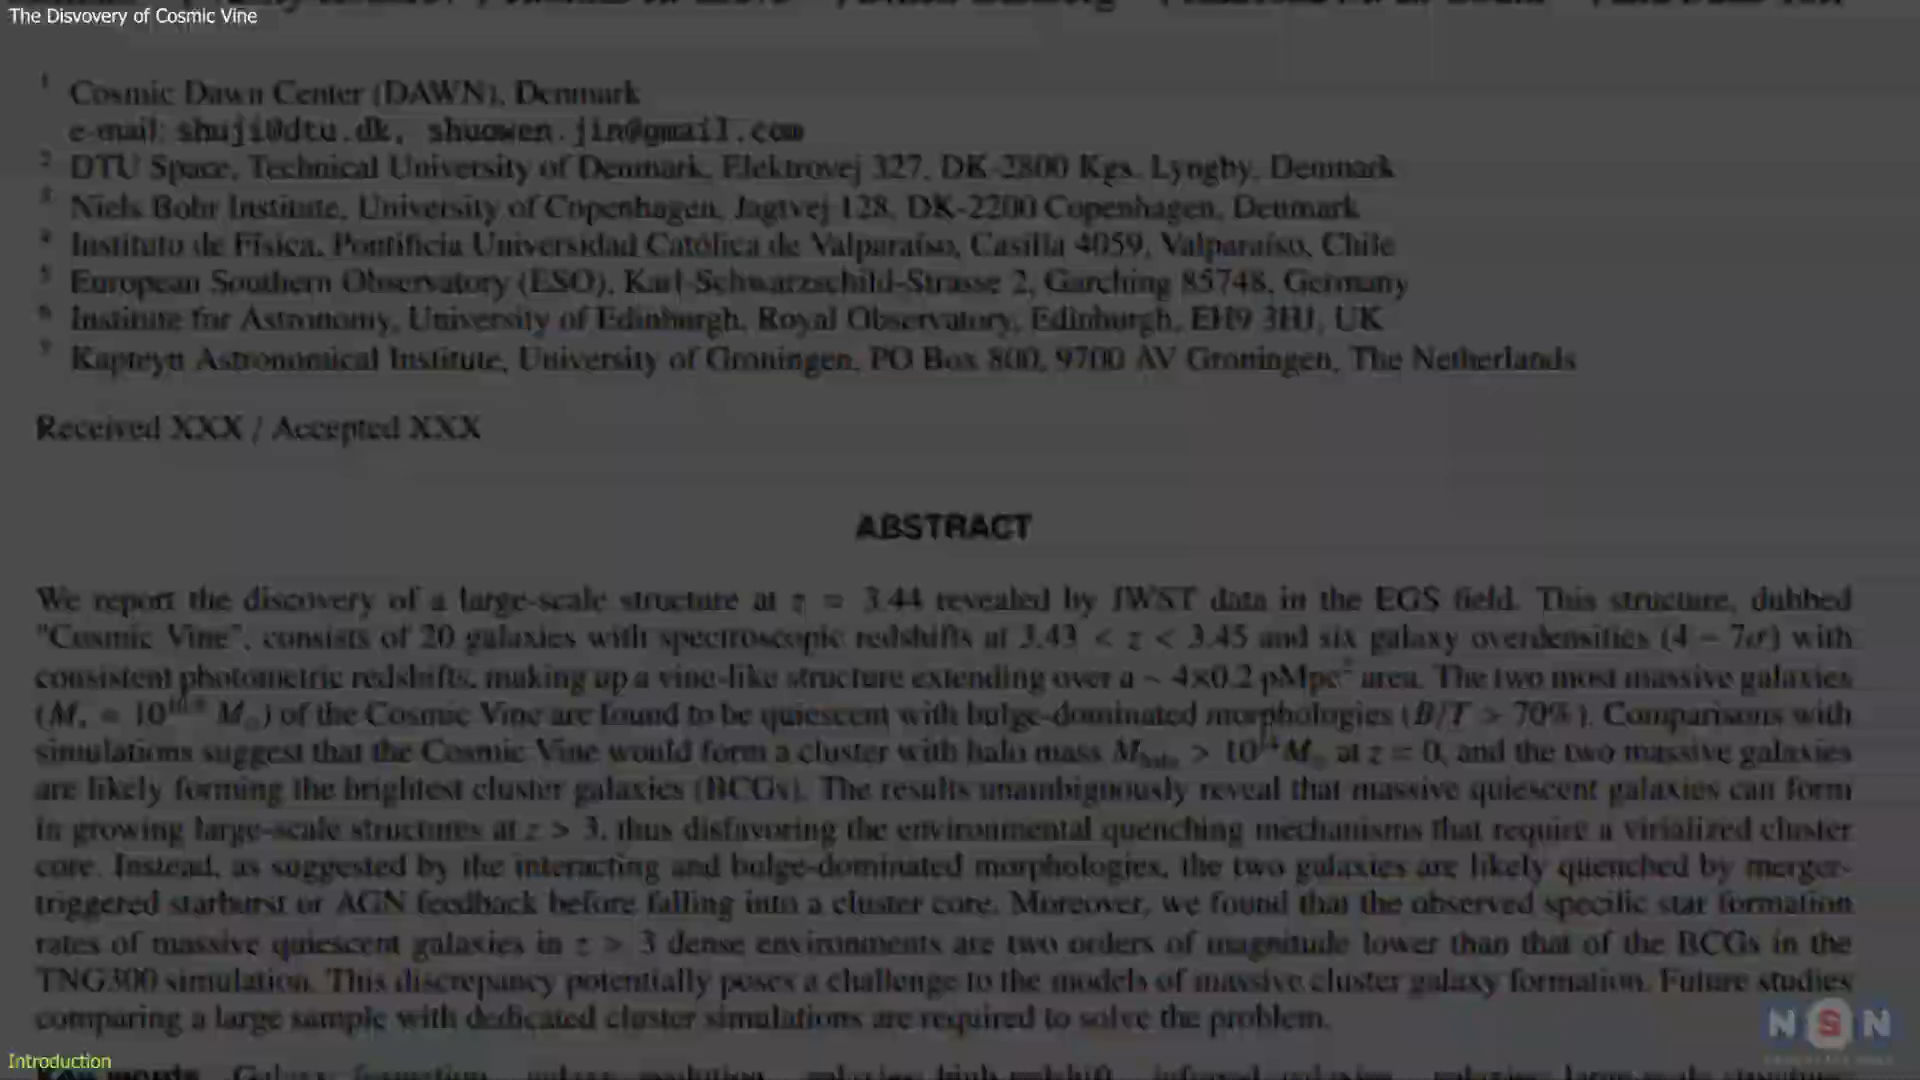 The Disvovery of Cosmic Vine
1 Cosmic Dawn Center (DAWN), Denmark
e-mail: shuji@dtu.dk, shuowen.jin@gmail.com
2 DTU Space, Technical University of Denmark, Elektrovej 327, DK-2800 Kgs. Lyngby, Denmark
3 Niels Bohr Institute, University of Copenhagen, Jagtvej 128, DK-2200 Copenhagen, Denmark
4 Instituto de Física, Pontificia Universidad Católica de Valparaíso, Casilla 4059, Valparaíso, Chile
5 European Southern Observatory (ESO), Karl-Schwarzschild-Strasse 2, Garching 85748, Germany
6 Institute for Astronomy, University of Edinburgh, Royal Observatory, Edinburgh, EH9 3HJ, UK
7 Kapteyn Astronomical Institute, University of Groningen, PO Box 800, 9700 AV Groningen, The Netherlands
Received XXX / Accepted XXX
ABSTRACT
We report the discovery of a large-scale structure at z = 3.44 revealed by JWST data in the EGS field. This structure, dubbed
"Cosmic Vine", consists of 20 galaxies with spectroscopic redshifts at 3.43 < z < 3.45 and six galaxy overdensities (4 − 7σ) with
consistent photometric redshifts, making up a vine-like structure extending over a ~ 4×0.2 pMpc² area. The two most massive galaxies
(M* ≈ 10^10.9 M⊙) of the Cosmic Vine are found to be quiescent with bulge-dominated morphologies (B/T > 70%). Comparisons with
simulations suggest that the Cosmic Vine would form a cluster with halo mass Mhalo > 10^14 M⊙ at z = 0, and the two massive galaxies
are likely forming the brightest cluster galaxies (BCGs). The results unambiguously reveal that massive quiescent galaxies can form
in growing large-scale structures at z > 3, thus disfavoring the environmental quenching mechanisms that require a virialized cluster
core. Instead, as suggested by the interacting and bulge-dominated morphologies, the two galaxies are likely quenched by merger-
triggered starburst or AGN feedback before falling into a cluster core. Moreover, we found that the observed specific star formation
rates of massive quiescent galaxies in z > 3 dense environments are two orders of magnitude lower than that of the BCGs in the
TNG300 simulation. This discrepancy potentially poses a challenge to the models of massive cluster galaxy formation. Future studies
comparing a large sample with dedicated cluster simulations are required to solve the problem.
NSN
Introduction